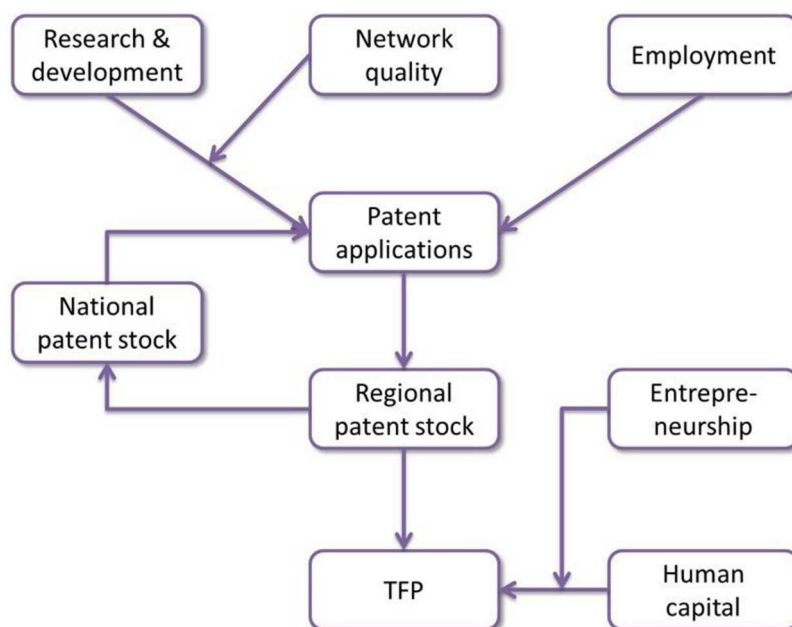 Research &
development
Network
quality
Employment
Patent
applications
National
patent stock
Regional
patent stock
Entrepre-
neurship
TFP
Human
capital